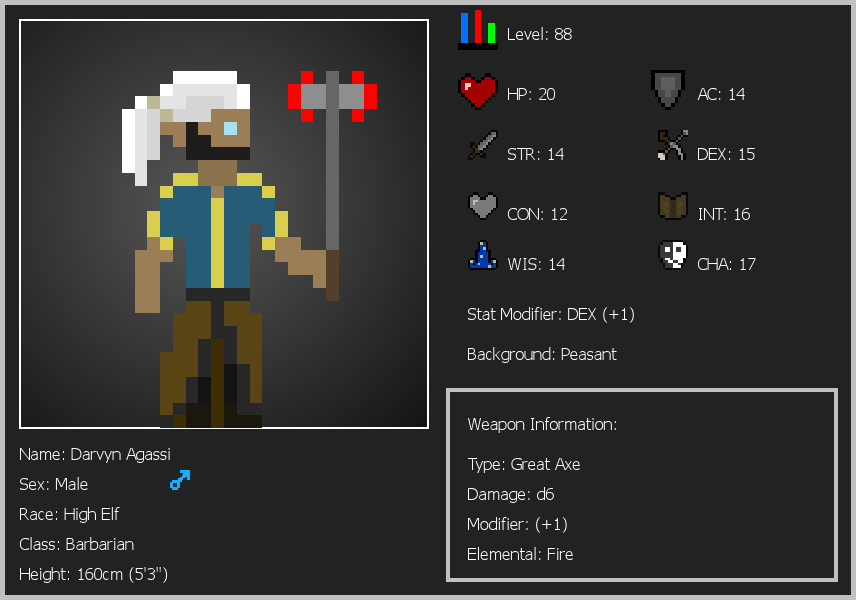 Level: 88
HP: 20
AC: 14
STR: 14
DEX: 15
CON: 12
INT: 16
WIS: 14
CHA: 17
Stat Modifier: DEX (+1)
Background: Peasant
Weapon Information:
Type: Great Axe
Damage: d6
Modifier: (+1)
Elemental: Fire
Name: Darvyn Agassi
Sex: Male
Race: High Elf
Class: Barbarian
Height: 160cm (5'3")